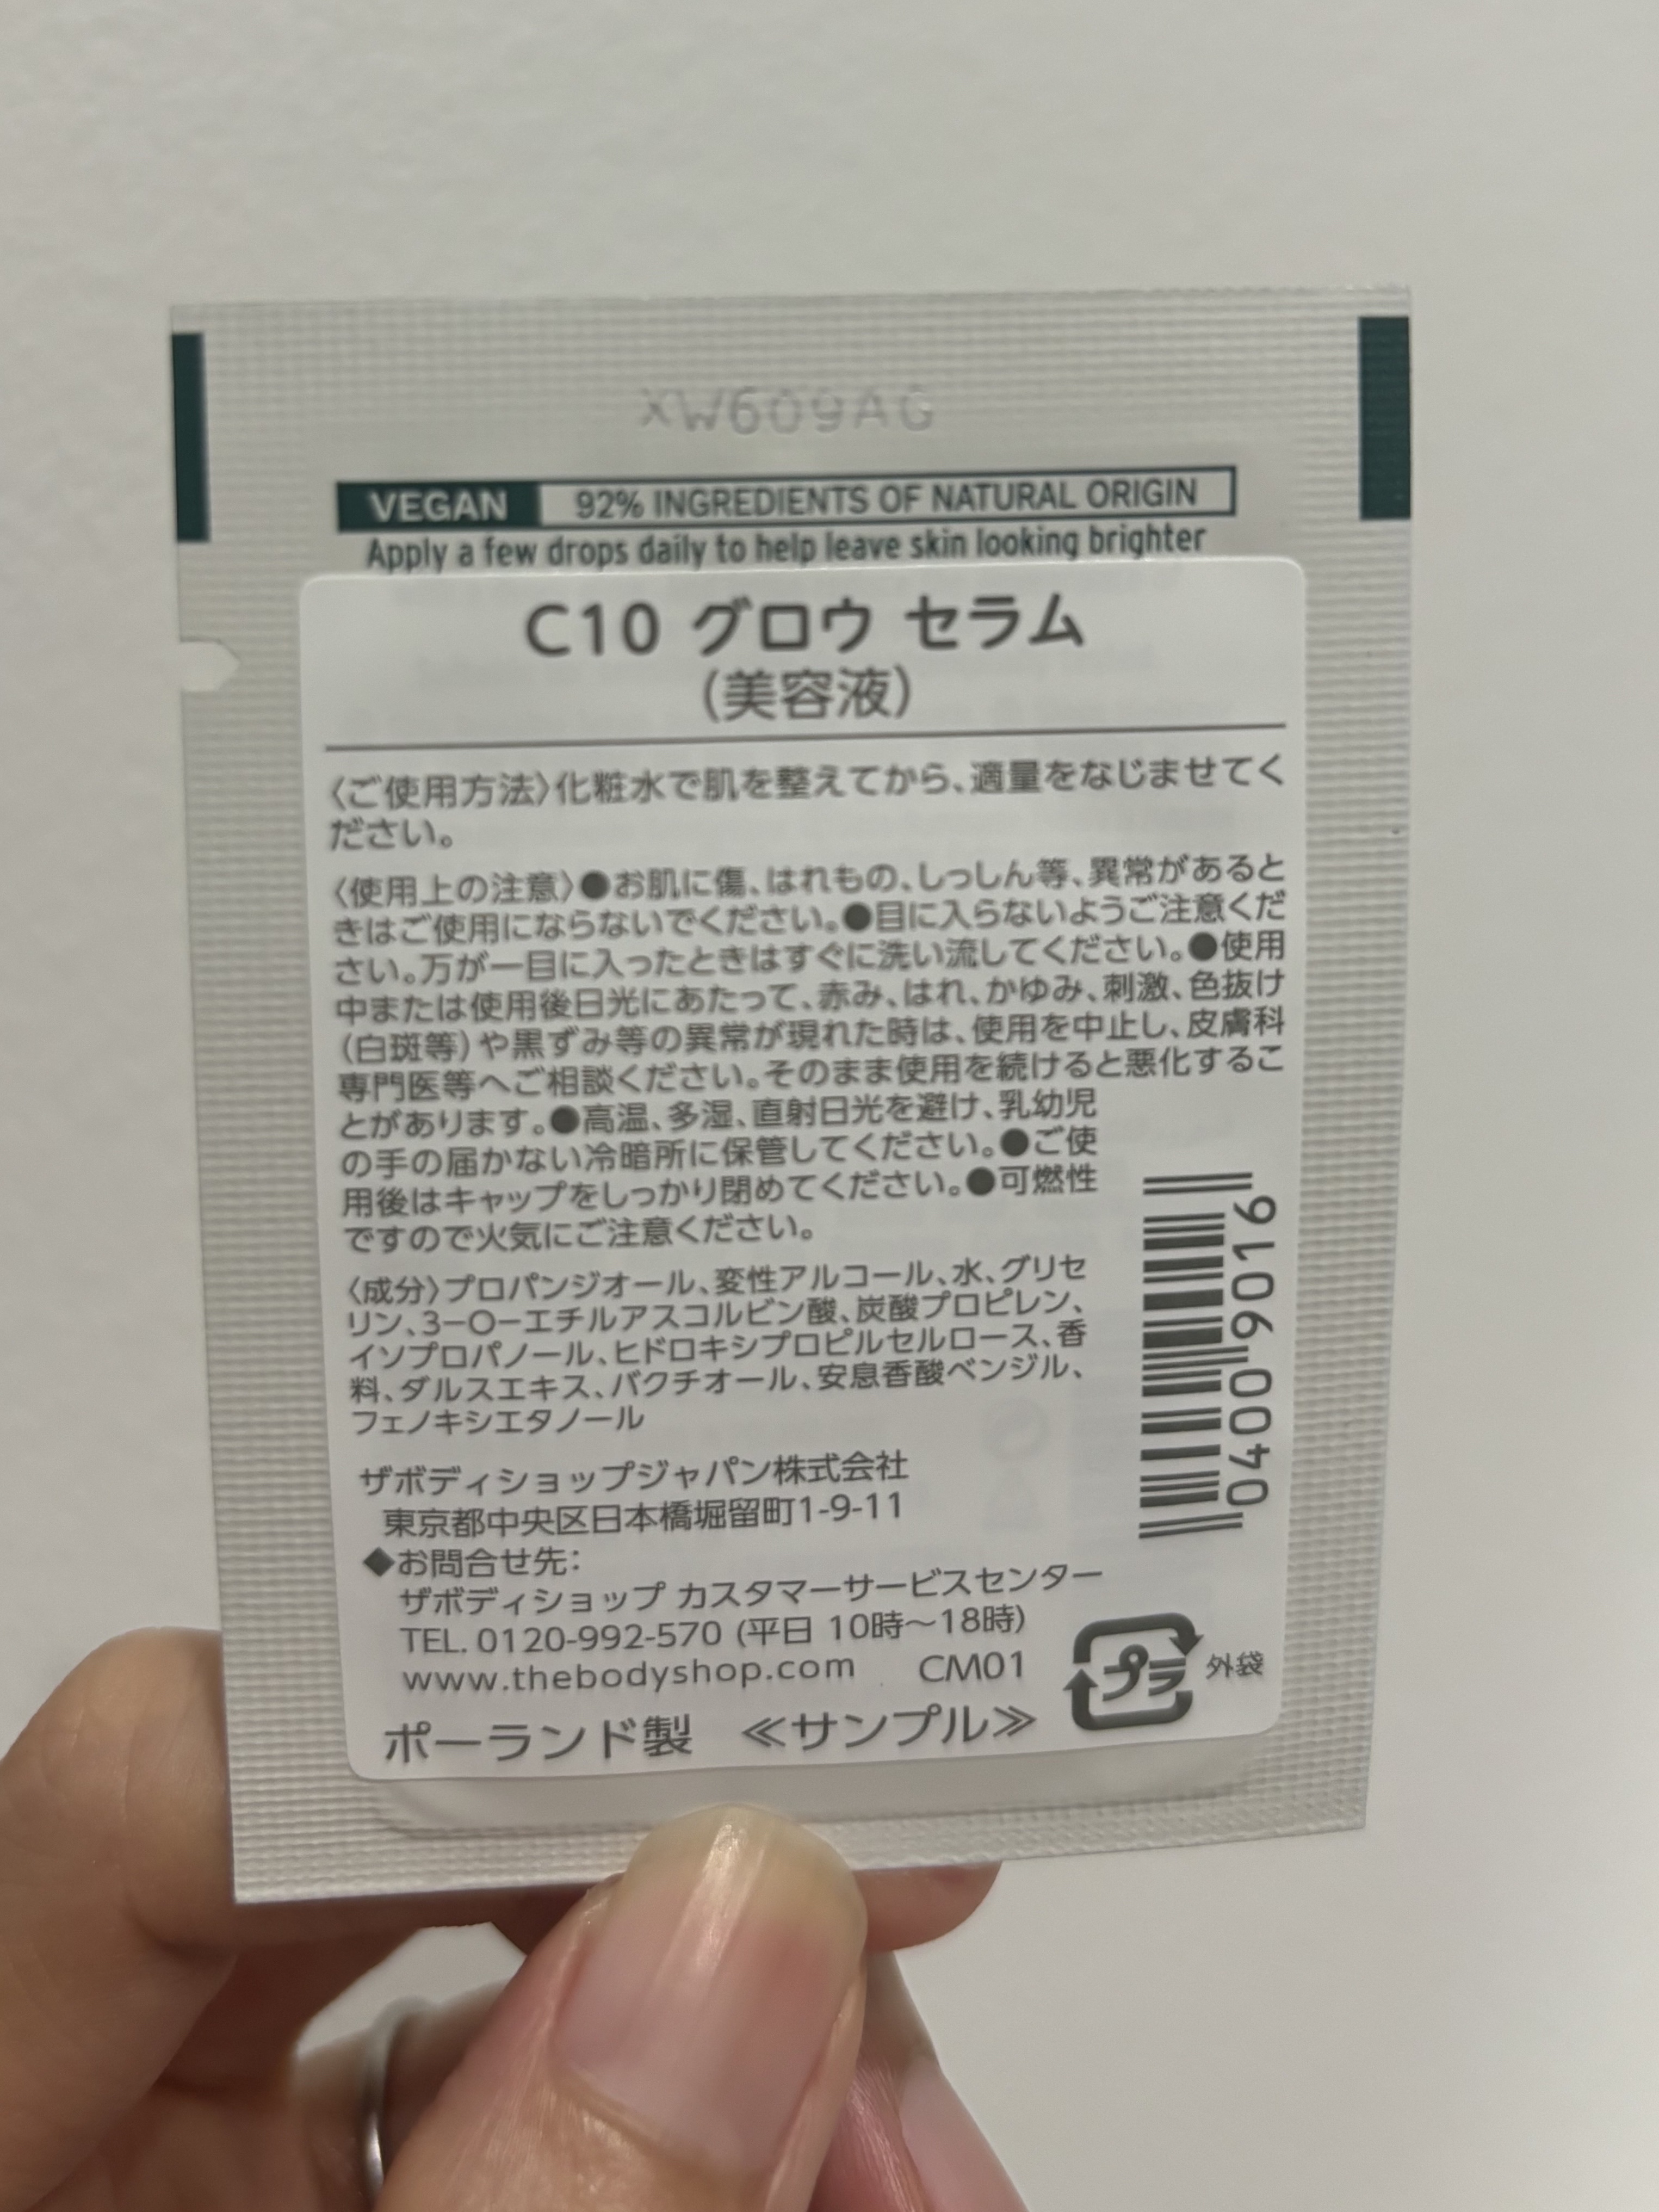 XW609AG
VEGAN 92% INGREDIENTS OF NATURAL ORIGIN
Apply a few drops daily to help leave skin looking brighter
C10 グロウ セラム
(美容液)
〈ご使用方法〉化粧水で肌を整えてから、適量をなじませてく
ださい。
〈使用上の注意〉●お肌に傷、はれもの、しっしん等、異常があると
きはご使用にならないでください。●目に入らないようご注意くだ
さい。万が一目に入ったときはすぐに洗い流してください。●使用
中または使用後日光にあたって、赤み、はれ、かゆみ、刺激、色抜け
(白斑等)や黒ずみ等の異常が現れた時は、使用を中止し、皮膚科
専門医等へご相談ください。そのまま使用を続けると悪化するこ
とがあります。●高温、多湿、直射日光を避け、乳幼児
の手の届かない冷暗所に保管してください。●ご使
用後はキャップをしっかり閉めてください。●可燃性
ですので火気にご注意ください。
〈成分〉プロパンジオール、変性アルコール、水、グリセ
リン、3-O-エチルアスコルビン酸、炭酸プロピレン、
イソプロパノール、ヒドロキシプロピルセルロース、香
料、ダルスエキス、バクチオール、安息香酸ベンジル、
フェノキシエタノール
ザボディショップジャパン株式会社
東京都中央区日本橋堀留町1-9-11
◆お問合せ先:
ザボディショップ カスタマーサービスセンター
TEL. 0120-992-570 (平日 10時～18時)
www.thebodyshop.com CM01
ポーランド製 ≪サンプル≫
プラ 外袋
91060040